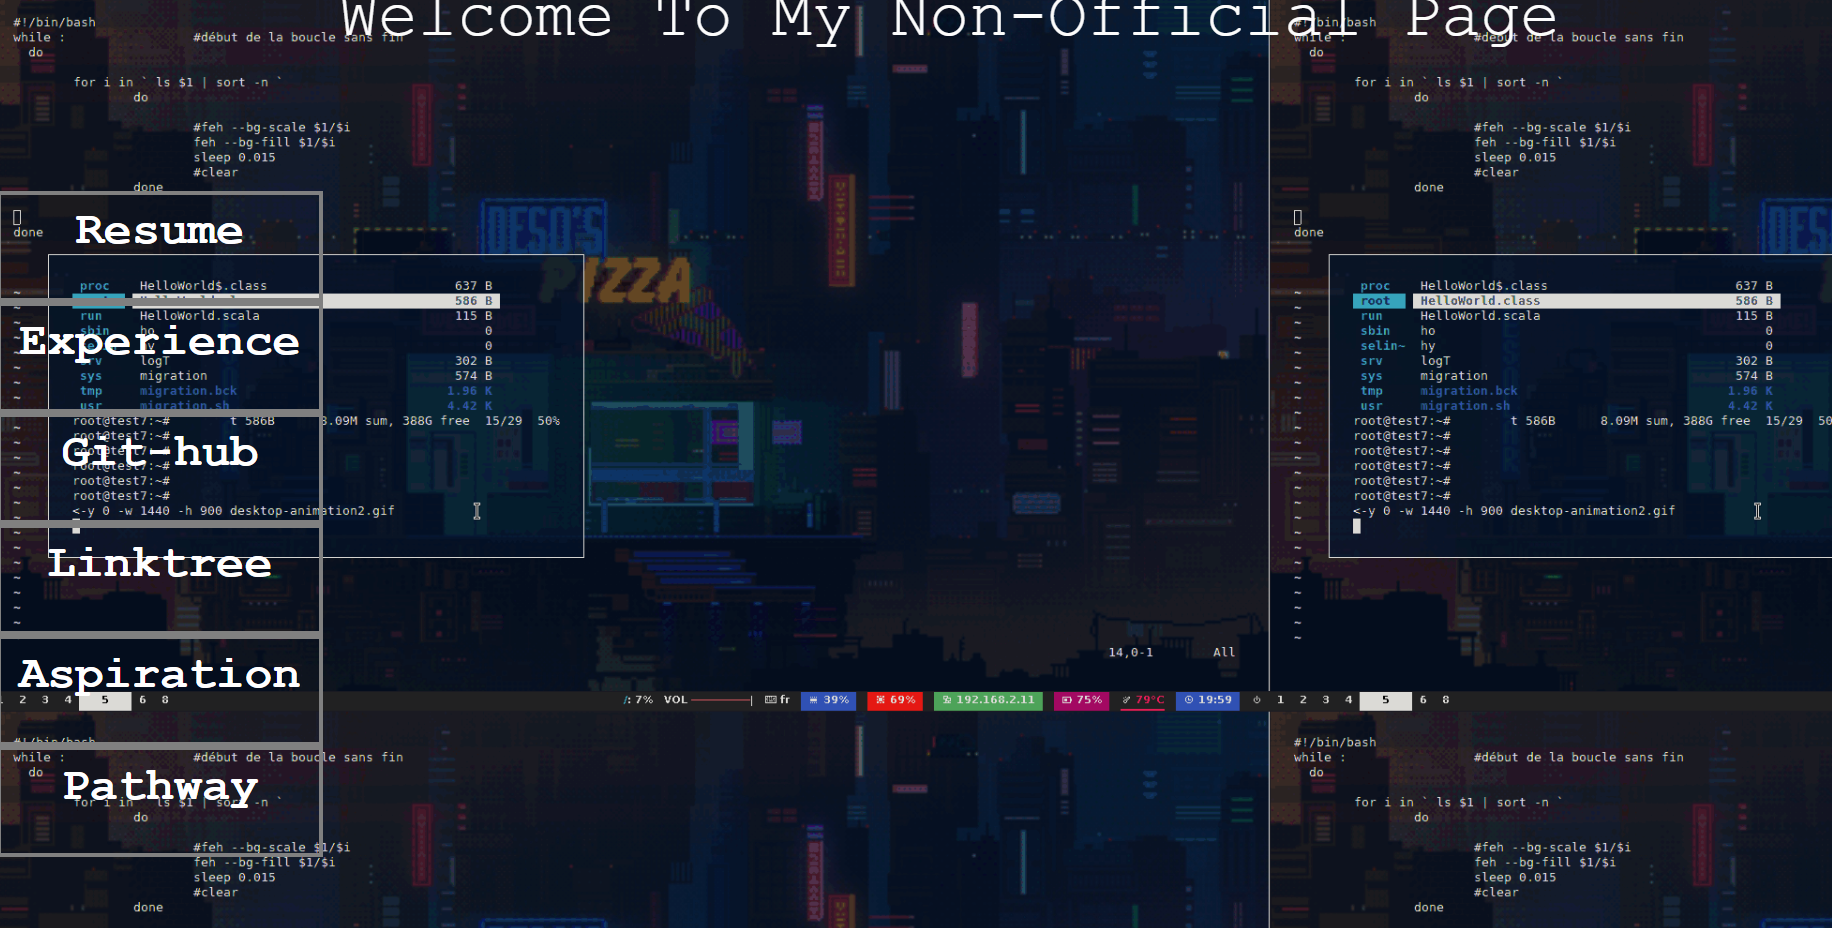 Welcome To My Non-Official Page
#!/bin/bash
while :    #début de la boucle sans fin
do
for i in ` ls $1 | sort -n `
do
#feh --bg-scale $1/$i
feh --bg-fill $1/$i
sleep 0.015
#clear
done
done
#!/bin/bash
while :    #début de la boucle sans fin
do
for i in ` ls $1 | sort -n `
do
#feh --bg-scale $1/$i
feh --bg-fill $1/$i
sleep 0.015
#clear
done
done
Resume
Experience
Git-hub
Linktree
Aspiration
Pathway
DESO'S
PIZZA
proc HelloWorld$.class 637 B
586 B
run HelloWorld.scala 115 B
sbin ho 0
hy 0
srv logT 302 B
sys migration 574 B
tmp migration.bck 1.96 K
usr migration.sh 4.42 K
root@test7:~# t 586B 8.09M sum, 388G free 15/29 50%
root@test7:~#
root@test7:~#
root@test7:~#
root@test7:~#
root@test7:~#
<-y 0 -w 1440 -h 900 desktop-animation2.gif
proc HelloWorld$.class 637 B
root HelloWorld.class 586 B
run HelloWorld.scala 115 B
sbin ho 0
selin~ hy 0
srv logT 302 B
sys migration 574 B
tmp migration.bck 1.96 K
usr migration.sh 4.42 K
root@test7:~# t 586B 8.09M sum, 388G free 15/29 50
root@test7:~#
root@test7:~#
root@test7:~#
root@test7:~#
root@test7:~#
<-y 0 -w 1440 -h 900 desktop-animation2.gif
14,0-1 All
2 3 4 5 6 8 /: 7% VOL fr 39% 69% 192.168.2.11 75% 79°C 19:59 1 2 3 4 5 6 8
#!/bin/bash
while :    #début de la boucle sans fin
do
for i in ` ls $1 | sort -n `
do
#feh --bg-scale $1/$i
feh --bg-fill $1/$i
sleep 0.015
#clear
done
#!/bin/bash
while :    #début de la boucle sans fin
do
for i in ` ls $1 | sort -n `
do
#feh --bg-scale $1/$i
feh --bg-fill $1/$i
sleep 0.015
#clear
done